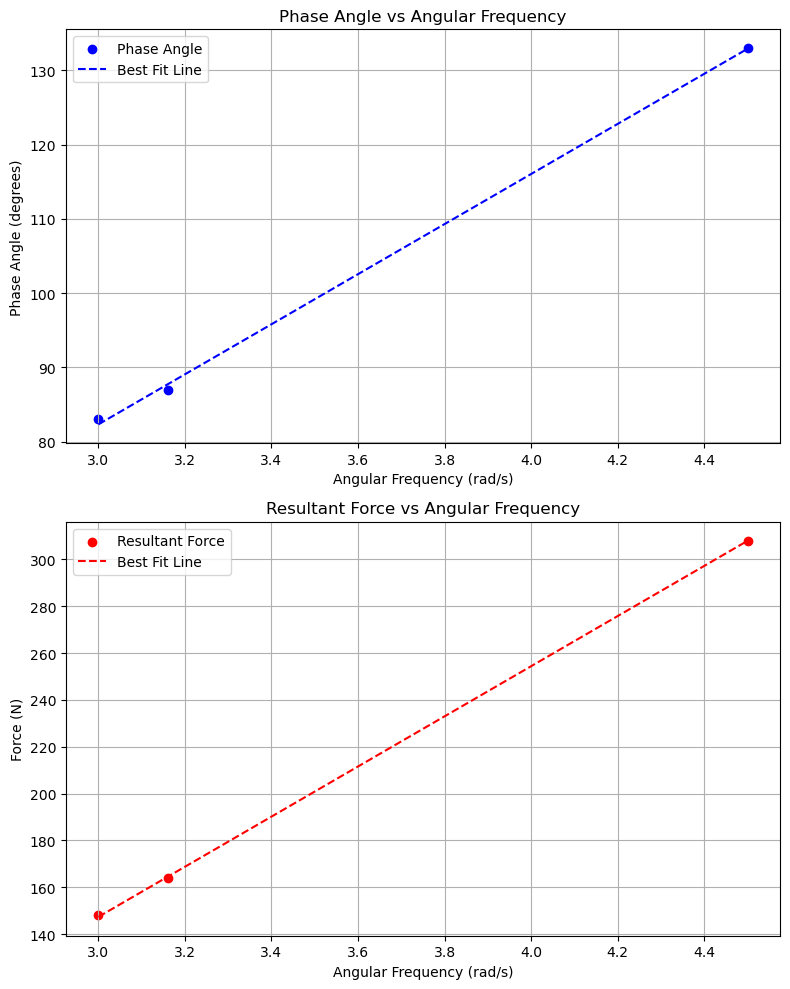 Phase Angle vs Angular Frequency
Phase Angle
Best Fit Line
130
120
110
100
90
80
Phase Angle (degrees)
3.0 3.2 3.4 3.6 3.8 4.0 4.2 4.4
Angular Frequency (rad/s)
Resultant Force vs Angular Frequency
Resultant Force
Best Fit Line
300
280
260
240
220
200
180
160
140
Force (N)
3.0 3.2 3.4 3.6 3.8 4.0 4.2 4.4
Angular Frequency (rad/s)